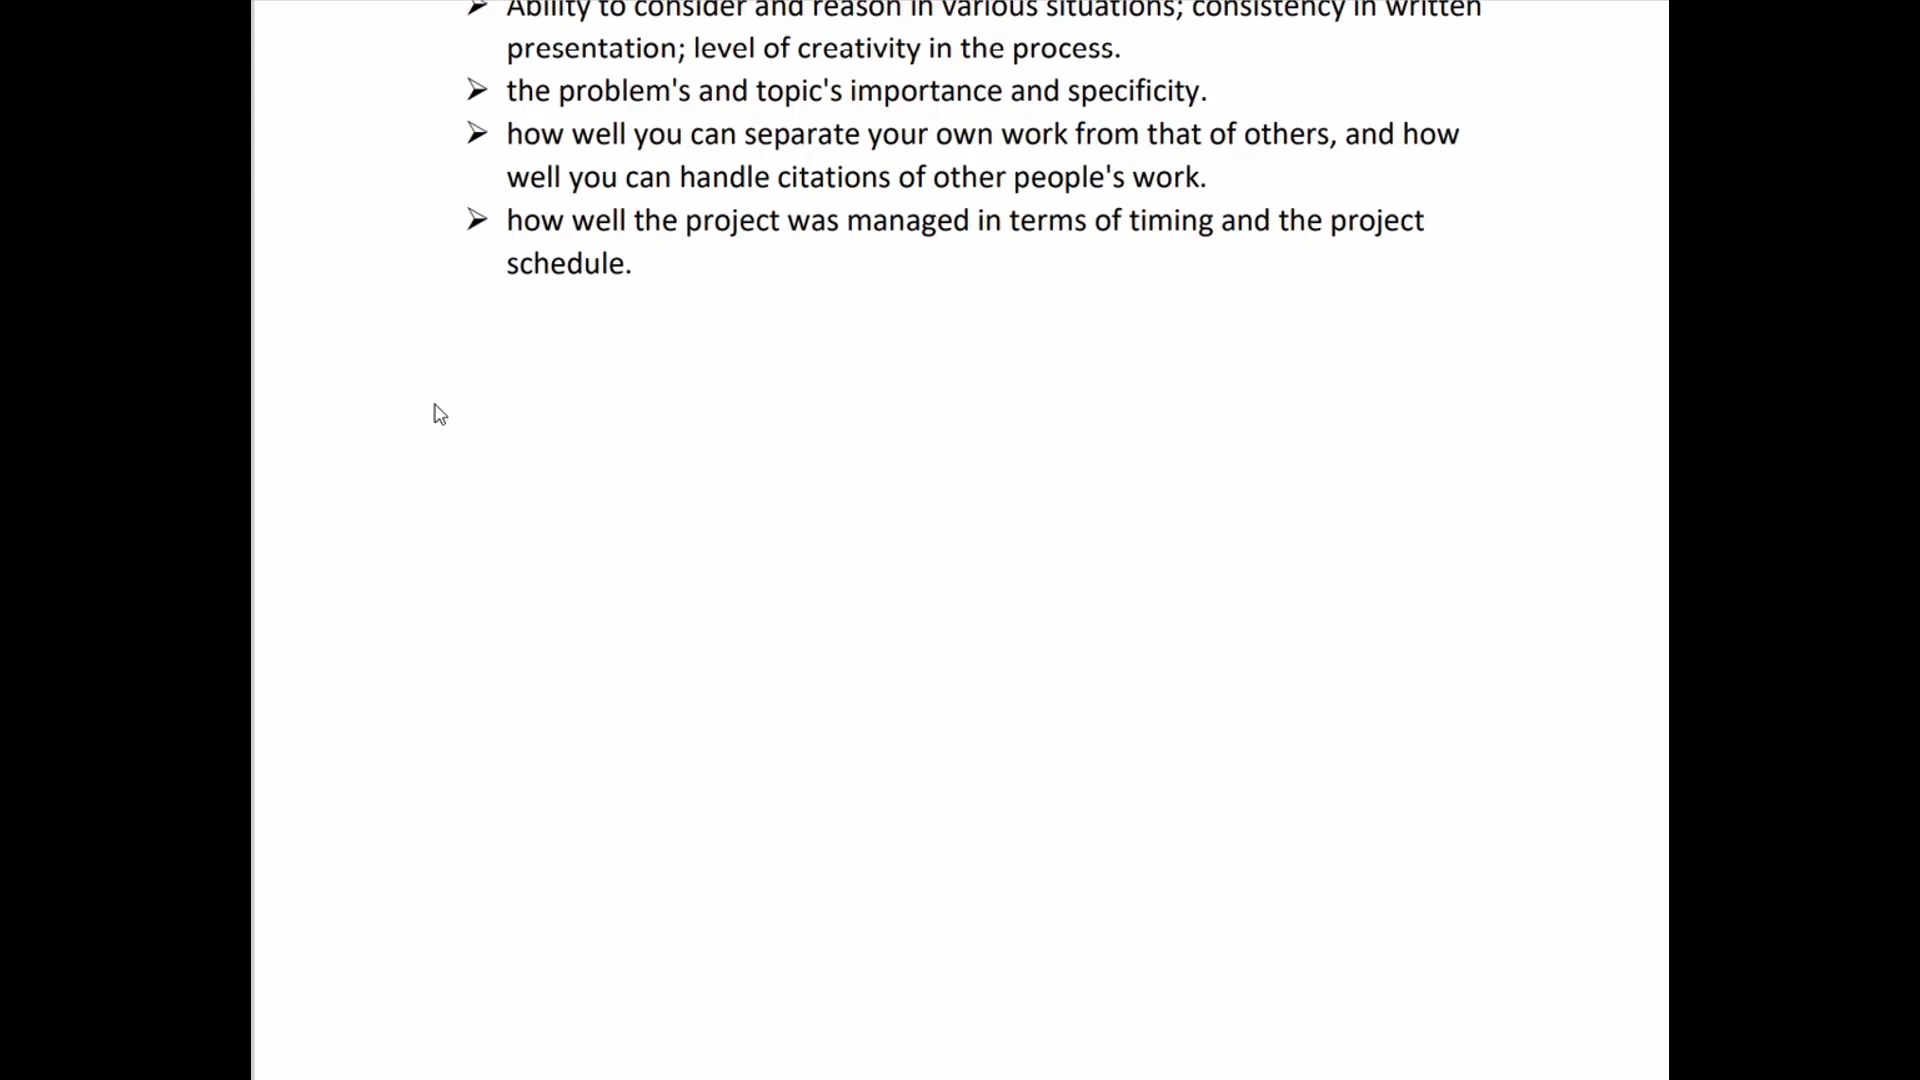 ➢ Ability to consider and reason in various situations; consistency in written
presentation; level of creativity in the process.
➢ the problem's and topic's importance and specificity.
➢ how well you can separate your own work from that of others, and how
well you can handle citations of other people's work.
➢ how well the project was managed in terms of timing and the project
schedule.